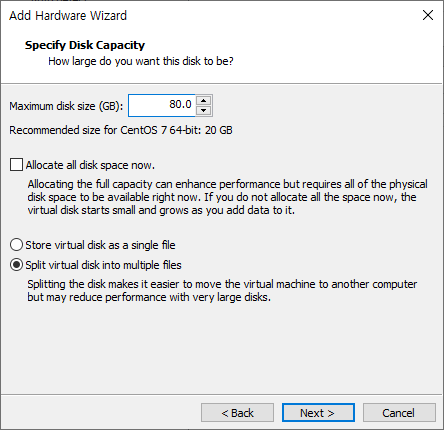 Add Hardware Wizard
Specify Disk Capacity
How large do you want this disk to be?
Maximum disk size (GB): 80.0
Recommended size for CentOS 7 64-bit: 20 GB
Allocate all disk space now.
Allocating the full capacity can enhance performance but requires all of the physical
disk space to be available right now. If you do not allocate all the space now, the
virtual disk starts small and grows as you add data to it.
Store virtual disk as a single file
Split virtual disk into multiple files
Splitting the disk makes it easier to move the virtual machine to another computer
but may reduce performance with very large disks.
< Back Next > Cancel